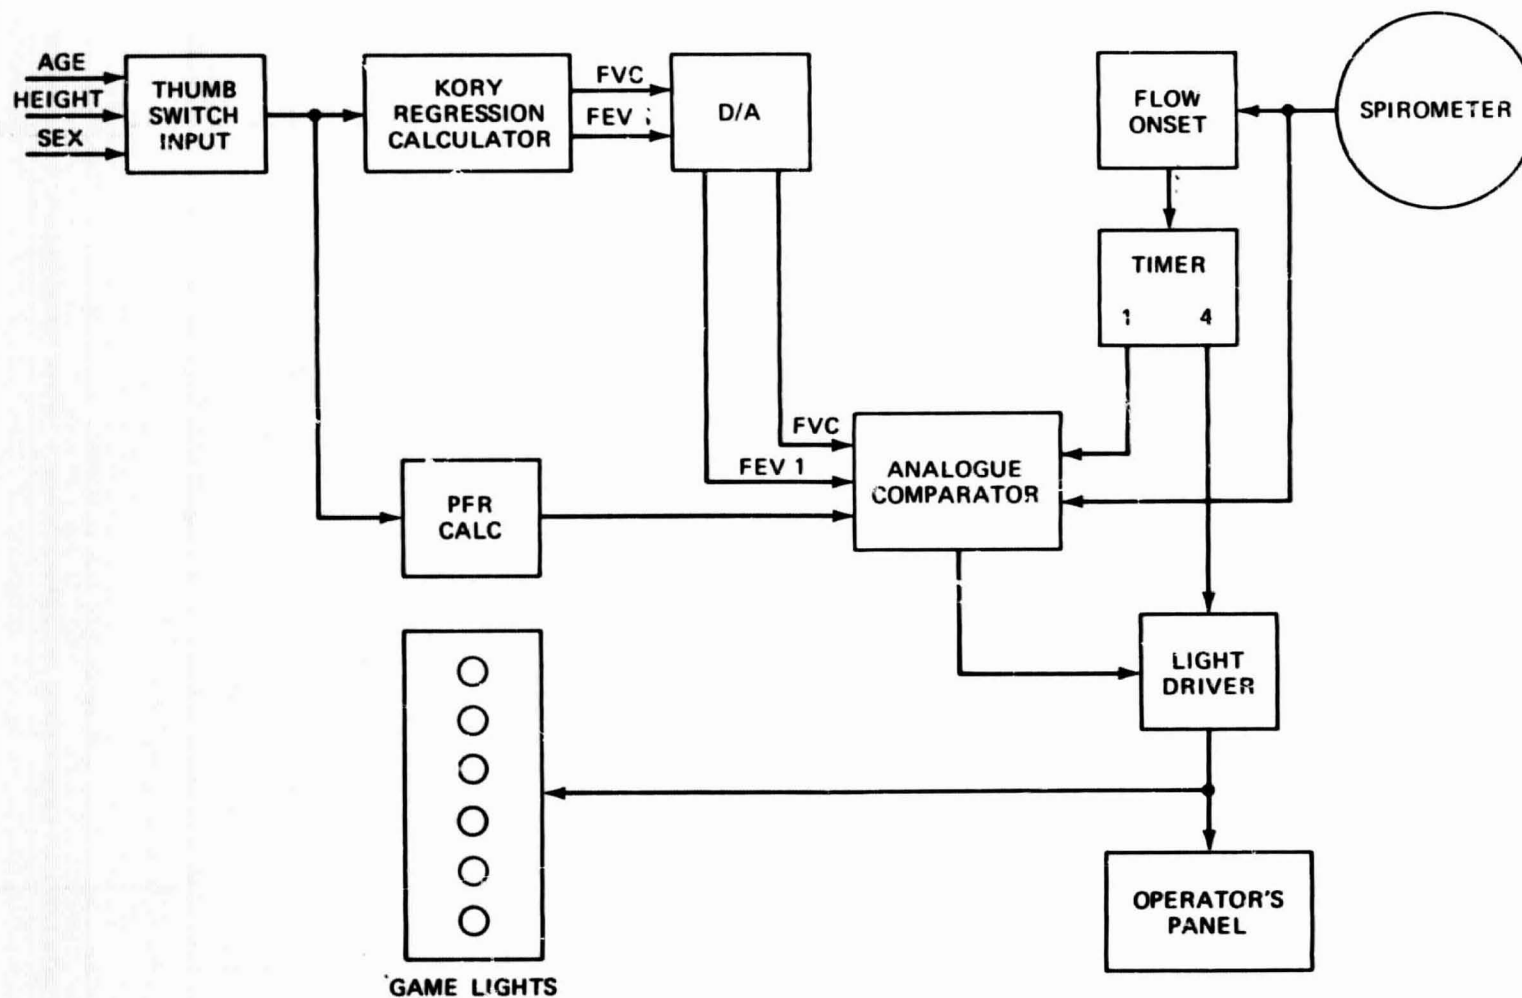 AGE
HEIGHT
SEX
THUMB
SWITCH
INPUT
KORY
REGRESSION
CALCULATOR
FVC
FEV
D/A
FLOW
ONSET
SPIROMETER
TIMER
1 4
FVC
FEV 1
ANALOGUE
COMPARATOR
PFR
CALC
LIGHT
DRIVER
OPERATOR'S
PANEL
GAME LIGHTS